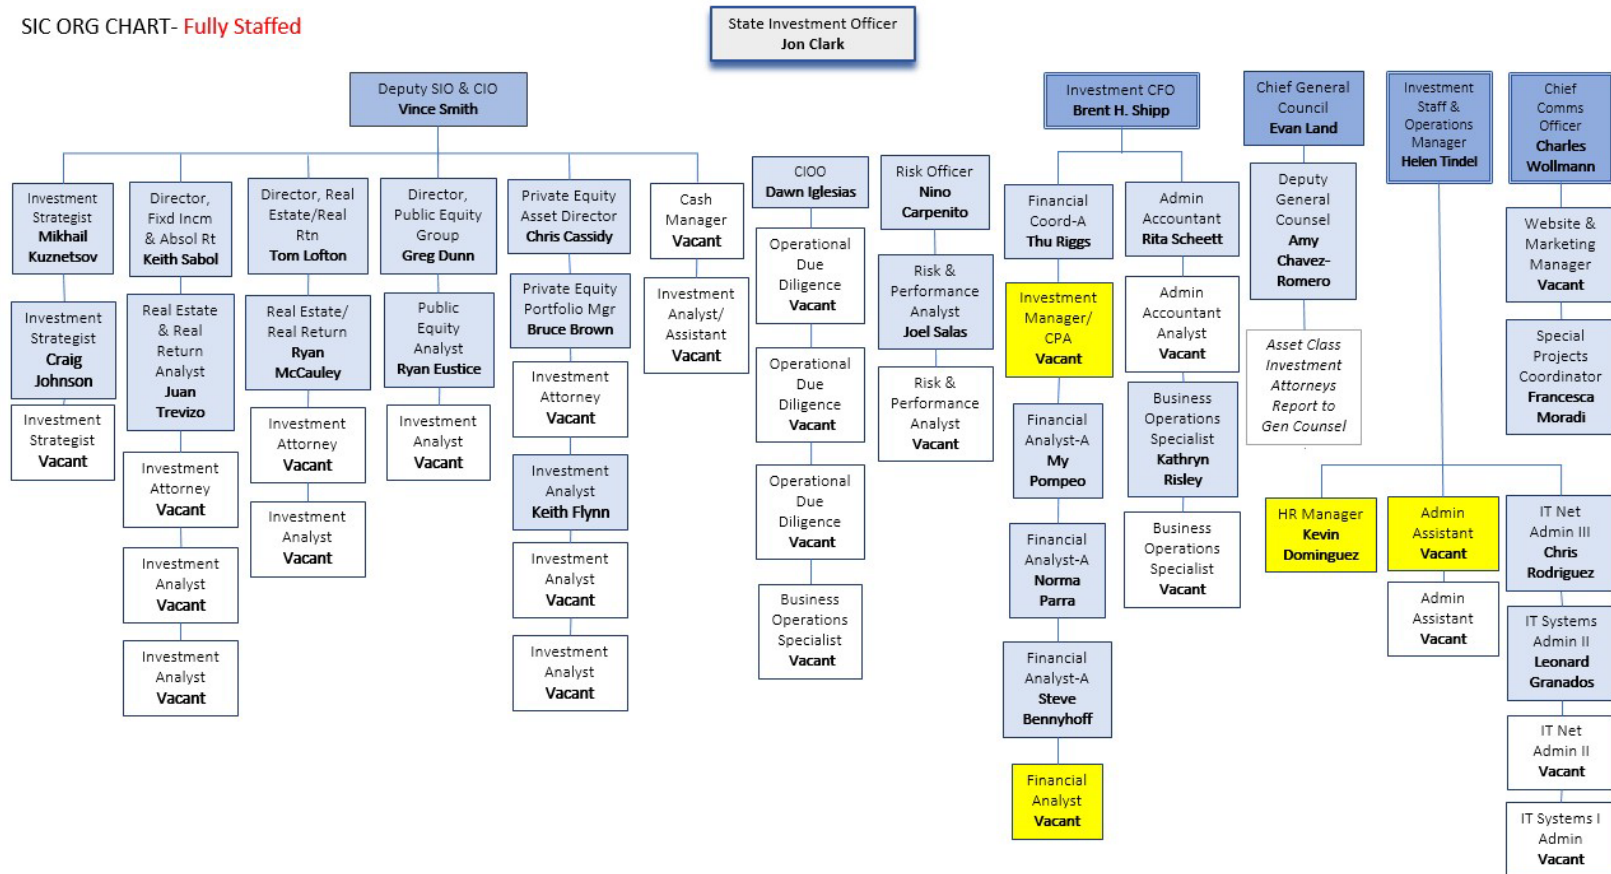 SIC ORG CHART- Fully Staffed
State Investment Officer
Jon Clark
Deputy SIO & CIO
Vince Smith
Investment
Strategist
Mikhail
Kuznetsov
Investment
Strategist
Craig
Johnson
Investment
Strategist
Vacant
Director,
Fixd Incm
& Absol Rt
Keith Sabol
Real Estate
& Real
Return
Analyst
Juan
Trevizo
Investment
Attorney
Vacant
Investment
Analyst
Vacant
Investment
Analyst
Vacant
Director, Real
Estate/Real
Rtn
Tom Lofton
Real Estate/
Real Return
Ryan
McCauley
Investment
Attorney
Vacant
Investment
Analyst
Vacant
Director,
Public Equity
Group
Greg Dunn
Public
Equity
Analyst
Ryan Eustice
Investment
Analyst
Vacant
Private Equity
Asset Director
Chris Cassidy
Private Equity
Portfolio Mgr
Bruce Brown
Investment
Attorney
Vacant
Investment
Analyst
Keith Flynn
Investment
Analyst
Vacant
Investment
Analyst
Vacant
Cash
Manager
Vacant
Investment
Analyst/
Assistant
Vacant
CIOO
Dawn Iglesias
Operational
Due
Diligence
Vacant
Operational
Due
Diligence
Vacant
Operational
Due
Diligence
Vacant
Business
Operations
Specialist
Vacant
Risk Officer
Nino
Carpenito
Risk &
Performance
Analyst
Joel Salas
Risk &
Performance
Analyst
Vacant
Investment CFO
Brent H. Shipp
Financial
Coord-A
Thu Riggs
Investment
Manager/
CPA
Vacant
Financial
Analyst-A
My
Pompeo
Financial
Analyst-A
Norma
Parra
Financial
Analyst-A
Steve
Bennyhoff
Financial
Analyst
Vacant
Admin
Accountant
Rita Scheett
Admin
Accountant
Analyst
Vacant
Business
Operations
Specialist
Kathryn
Risley
Business
Operations
Specialist
Vacant
Chief General
Council
Evan Land
Deputy
General
Counsel
Amy
Chavez-
Romero
Asset Class
Investment
Attorneys
Report to
Gen Counsel
Investment
Staff &
Operations
Manager
Helen Tindel
HR Manager
Kevin
Dominguez
Admin
Assistant
Vacant
Admin
Assistant
Vacant
IT Net
Admin III
Chris
Rodriguez
IT Systems
Admin II
Leonard
Granados
IT Net
Admin II
Vacant
IT Systems I
Admin
Vacant
Chief
Comms
Officer
Charles
Wollmann
Website &
Marketing
Manager
Vacant
Special
Projects
Coordinator
Francesca
Moradi